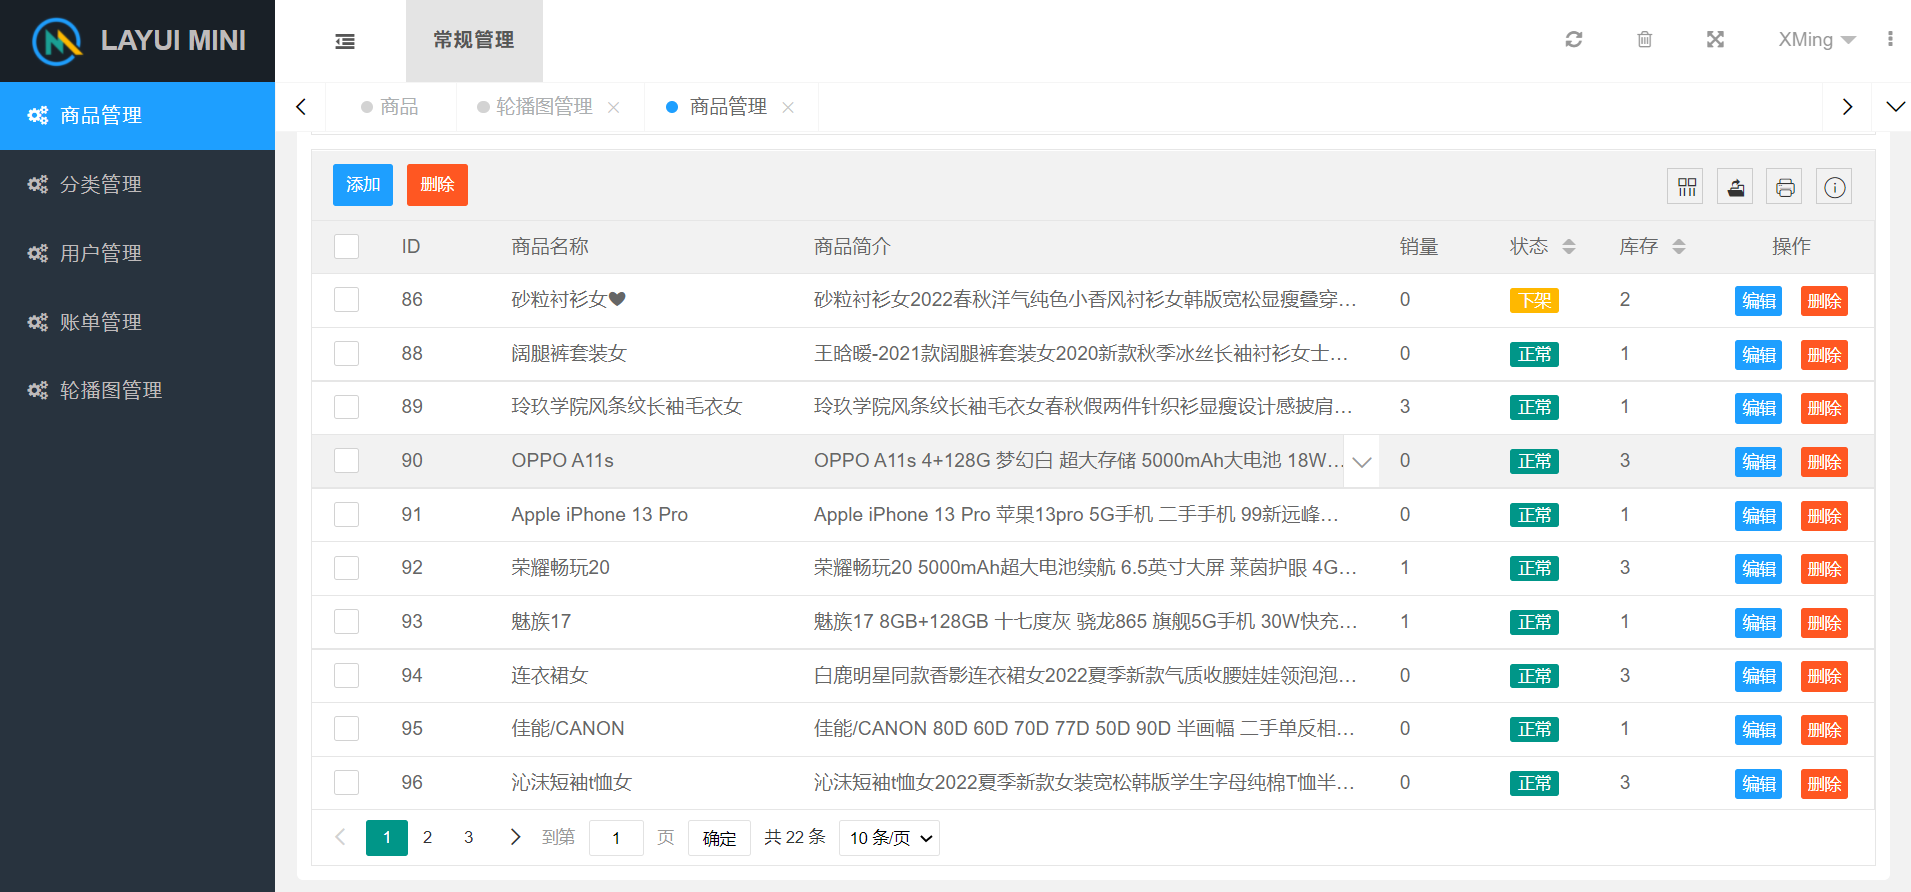 LAYUI MINI
常规管理
XMing
商品管理
分类管理
用户管理
账单管理
轮播图管理
商品
轮播图管理
商品管理
添加 删除
ID 商品名称 商品简介 销量 状态 库存 操作
86 砂粒衬衫女♥ 砂粒衬衫女2022春秋洋气纯色小香风衬衫女韩版宽松显瘦叠穿… 0 下架 2 编辑 删除
88 阔腿裤套装女 王晗暧-2021款阔腿裤套装女2020新款秋季冰丝长袖衬衫女士… 0 正常 1 编辑 删除
89 玲玖学院风条纹长袖毛衣女 玲玖学院风条纹长袖毛衣女春秋假两件针织衫显瘦设计感披肩… 3 正常 1 编辑 删除
90 OPPO A11s OPPO A11s 4+128G 梦幻白 超大存储 5000mAh大电池 18W… 0 正常 3 编辑 删除
91 Apple iPhone 13 Pro Apple iPhone 13 Pro 苹果13pro 5G手机 二手手机 99新远峰… 0 正常 1 编辑 删除
92 荣耀畅玩20 荣耀畅玩20 5000mAh超大电池续航 6.5英寸大屏 莱茵护眼 4G… 1 正常 3 编辑 删除
93 魅族17 魅族17 8GB+128GB 十七度灰 骁龙865 旗舰5G手机 30W快充… 1 正常 1 编辑 删除
94 连衣裙女 白鹿明星同款香影连衣裙女2022夏季新款气质收腰娃娃领泡泡… 0 正常 3 编辑 删除
95 佳能/CANON 佳能/CANON 80D 60D 70D 77D 50D 90D 半画幅 二手单反相… 0 正常 1 编辑 删除
96 沁沫短袖t恤女 沁沫短袖t恤女2022夏季新款女装宽松韩版学生字母纯棉T恤半… 0 正常 3 编辑 删除
1 2 3 到第 1 页 确定 共 22 条 10 条/页